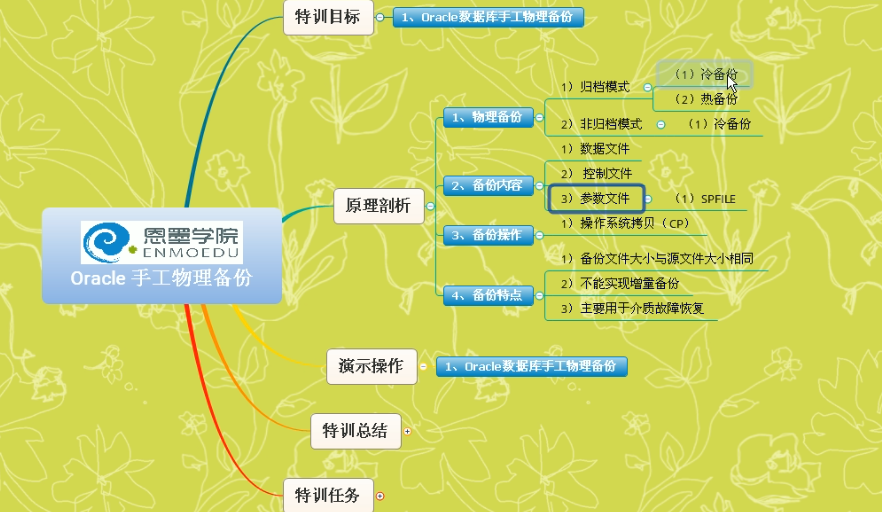 特训目标
1、Oracle数据库手工物理备份
恩墨学院
ENMOEDU
Oracle 手工物理备份
原理剖析
1、物理备份
1）归档模式
（1）冷备份
（2）热备份
2）非归档模式
（1）冷备份
2、备份内容
1）数据文件
2） 控制文件
3）参数文件
（1）SPFILE
3、备份操作
1）操作系统拷贝（CP）
4、备份特点
1）备份文件大小与源文件大小相同
2）不能实现增量备份
3）主要用于介质故障恢复
演示操作
1、Oracle数据库手工物理备份
特训总结
特训任务